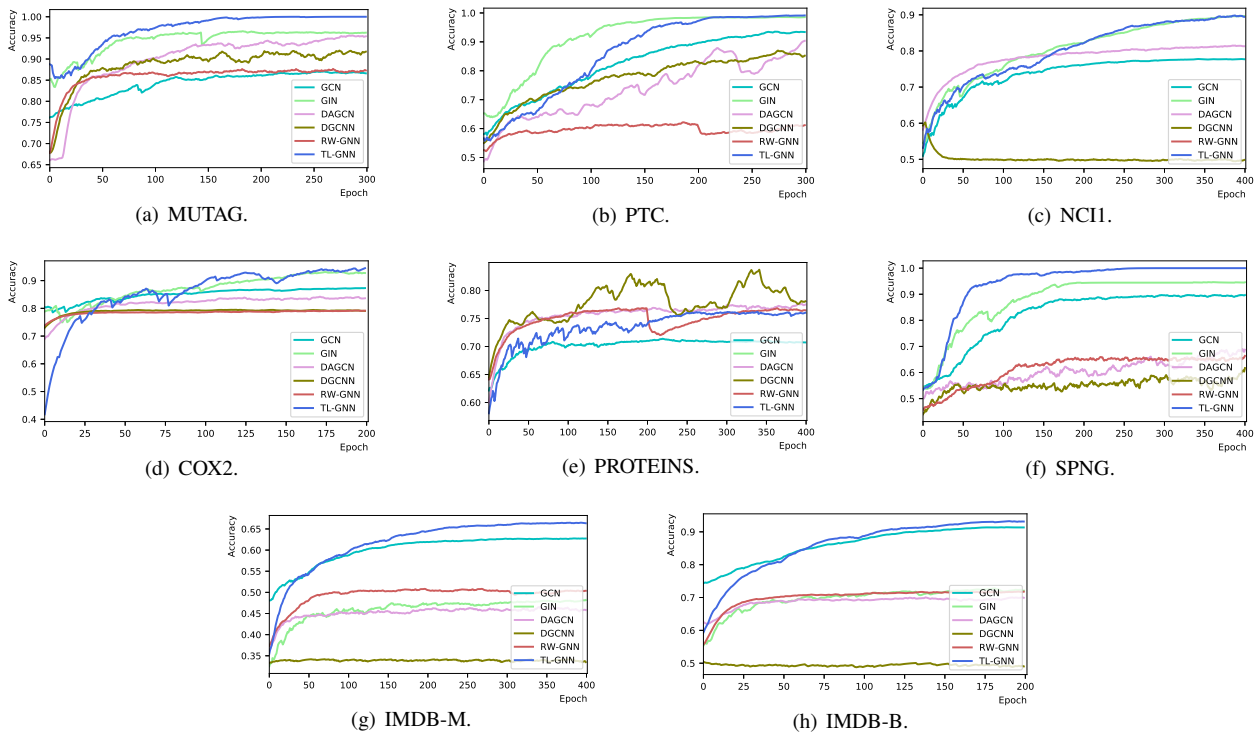 Accuracy
1.00
0.95
0.90
0.85
0.80
0.75
0.70
0.65
0
50
100
150
200
250
300
Epoch
GCN
GIN
DAGCN
DGCNN
RW-GNN
TL-GNN
(a) MUTAG.
Accuracy
1.0
0.9
0.8
0.7
0.6
0.5
0
50
100
150
200
250
300
Epoch
GCN
GIN
DAGCN
DGCNN
RW-GNN
TL-GNN
(b) PTC.
Accuracy
0.9
0.8
0.7
0.6
0.5
0
50
100
150
200
250
300
350
400
Epoch
GCN
GIN
DAGCN
DGCNN
RW-GNN
TL-GNN
(c) NCI1.
Accuracy
0.9
0.8
0.7
0.6
0.5
0.4
0
25
50
75
100
125
150
175
200
Epoch
GCN
GIN
DAGCN
DGCNN
RW-GNN
TL-GNN
(d) COX2.
Accuracy
0.80
0.75
0.70
0.65
0.60
0
50
100
150
200
250
300
350
400
Epoch
GCN
GIN
DAGCN
DGCNN
RW-GNN
TL-GNN
(e) PROTEINS.
Accuracy
1.0
0.9
0.8
0.7
0.6
0.5
0
50
100
150
200
250
300
350
400
Epoch
GCN
GIN
DAGCN
DGCNN
RW-GNN
TL-GNN
(f) SPNG.
Accuracy
0.65
0.60
0.55
0.50
0.45
0.40
0.35
0
50
100
150
200
250
300
350
400
Epoch
GCN
GIN
DAGCN
DGCNN
RW-GNN
TL-GNN
(g) IMDB-M.
Accuracy
0.9
0.8
0.7
0.6
0.5
0
25
50
75
100
125
150
175
200
Epoch
GCN
GIN
DAGCN
DGCNN
RW-GNN
TL-GNN
(h) IMDB-B.